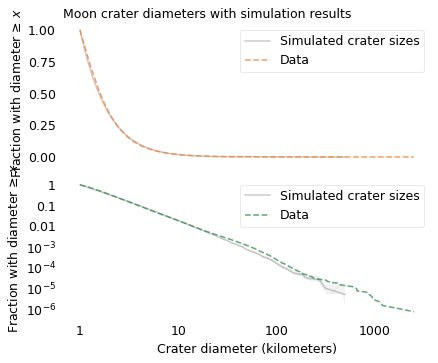 Moon crater diameters with simulation results
Fraction with diameter ≥ x
1.00
0.75
0.50
0.25
0.00
Simulated crater sizes
Data
Fraction with diameter ≥ x
1
0.1
0.01
10⁻³
10⁻⁴
10⁻⁵
10⁻⁶
Simulated crater sizes
Data
1 10 100 1000
Crater diameter (kilometers)